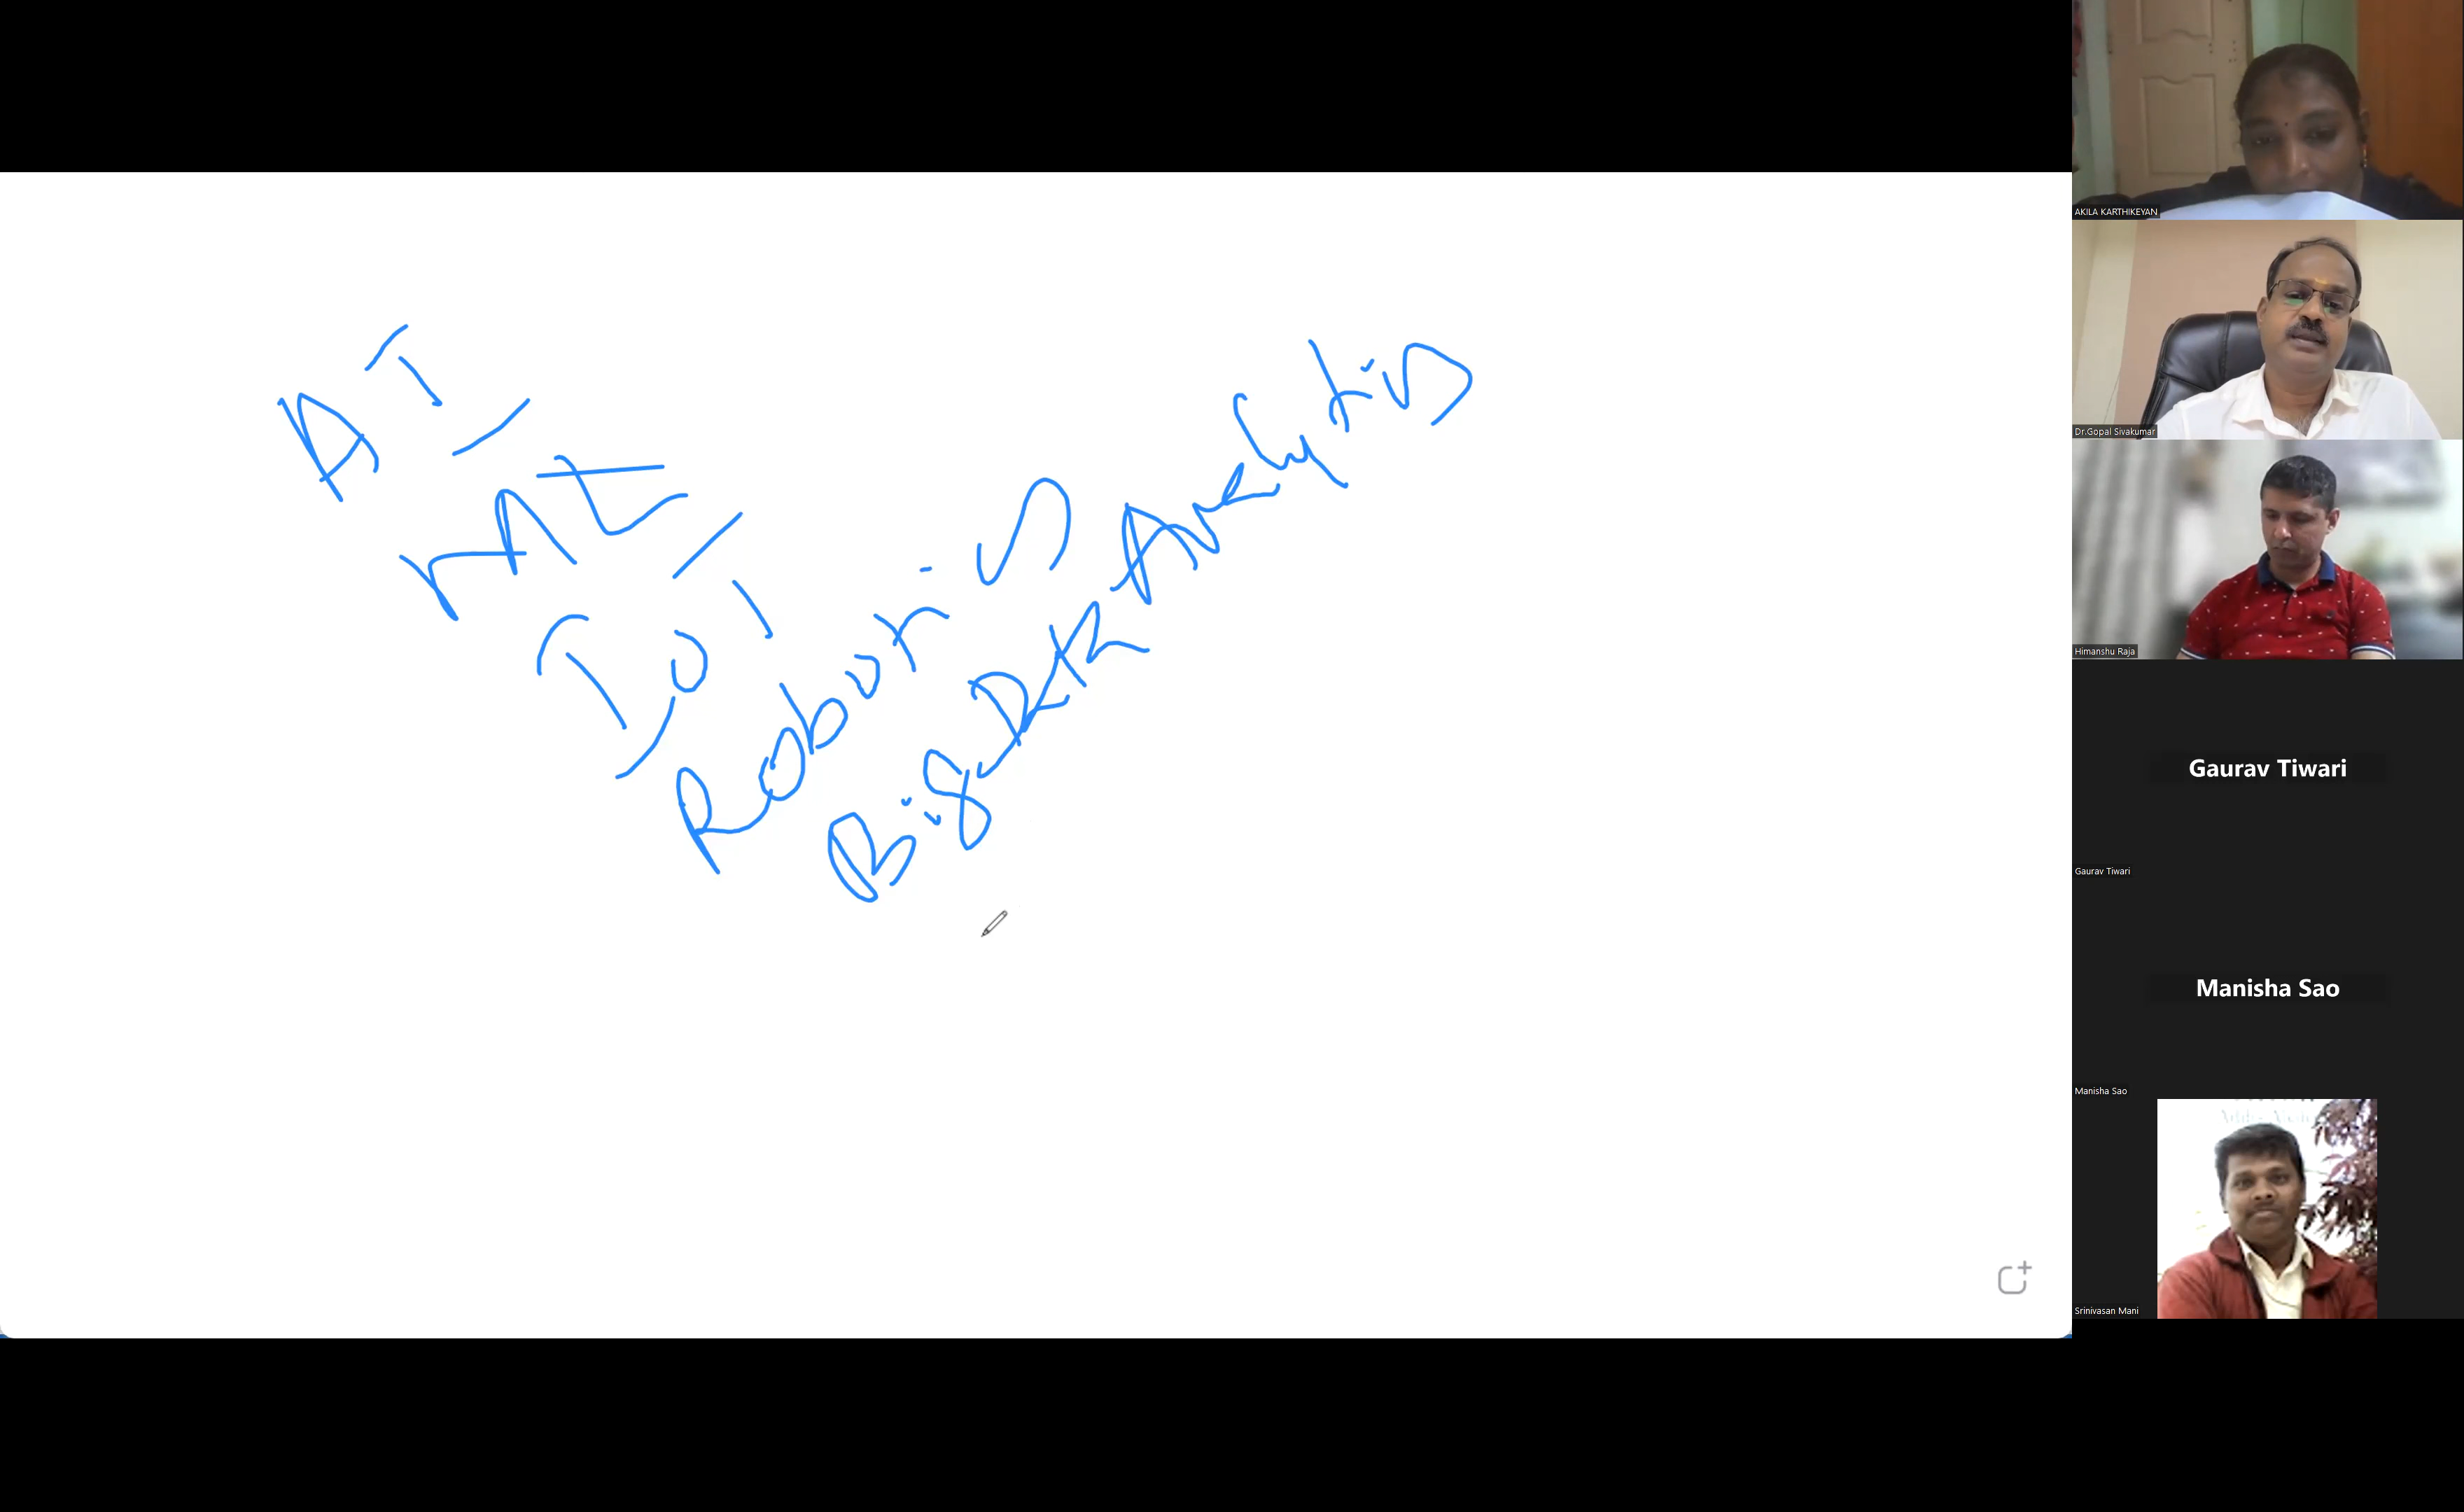 AI
ML
IOT
Robotics
Big Data Analytics
AKILA KARTHIKEYAN
Dr.Gopal Sivakumar
Himanshu Raja
Gaurav Tiwari
Gaurav Tiwari
Manisha Sao
Manisha Sao
Srinivasan Mani